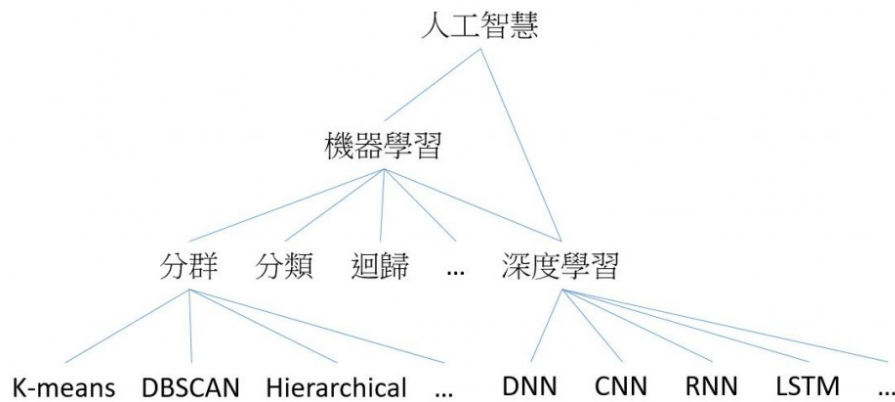 人工智慧
機器學習
分群 分類 迴歸 ... 深度學習
K-means DBSCAN Hierarchical ... DNN CNN RNN LSTM ...